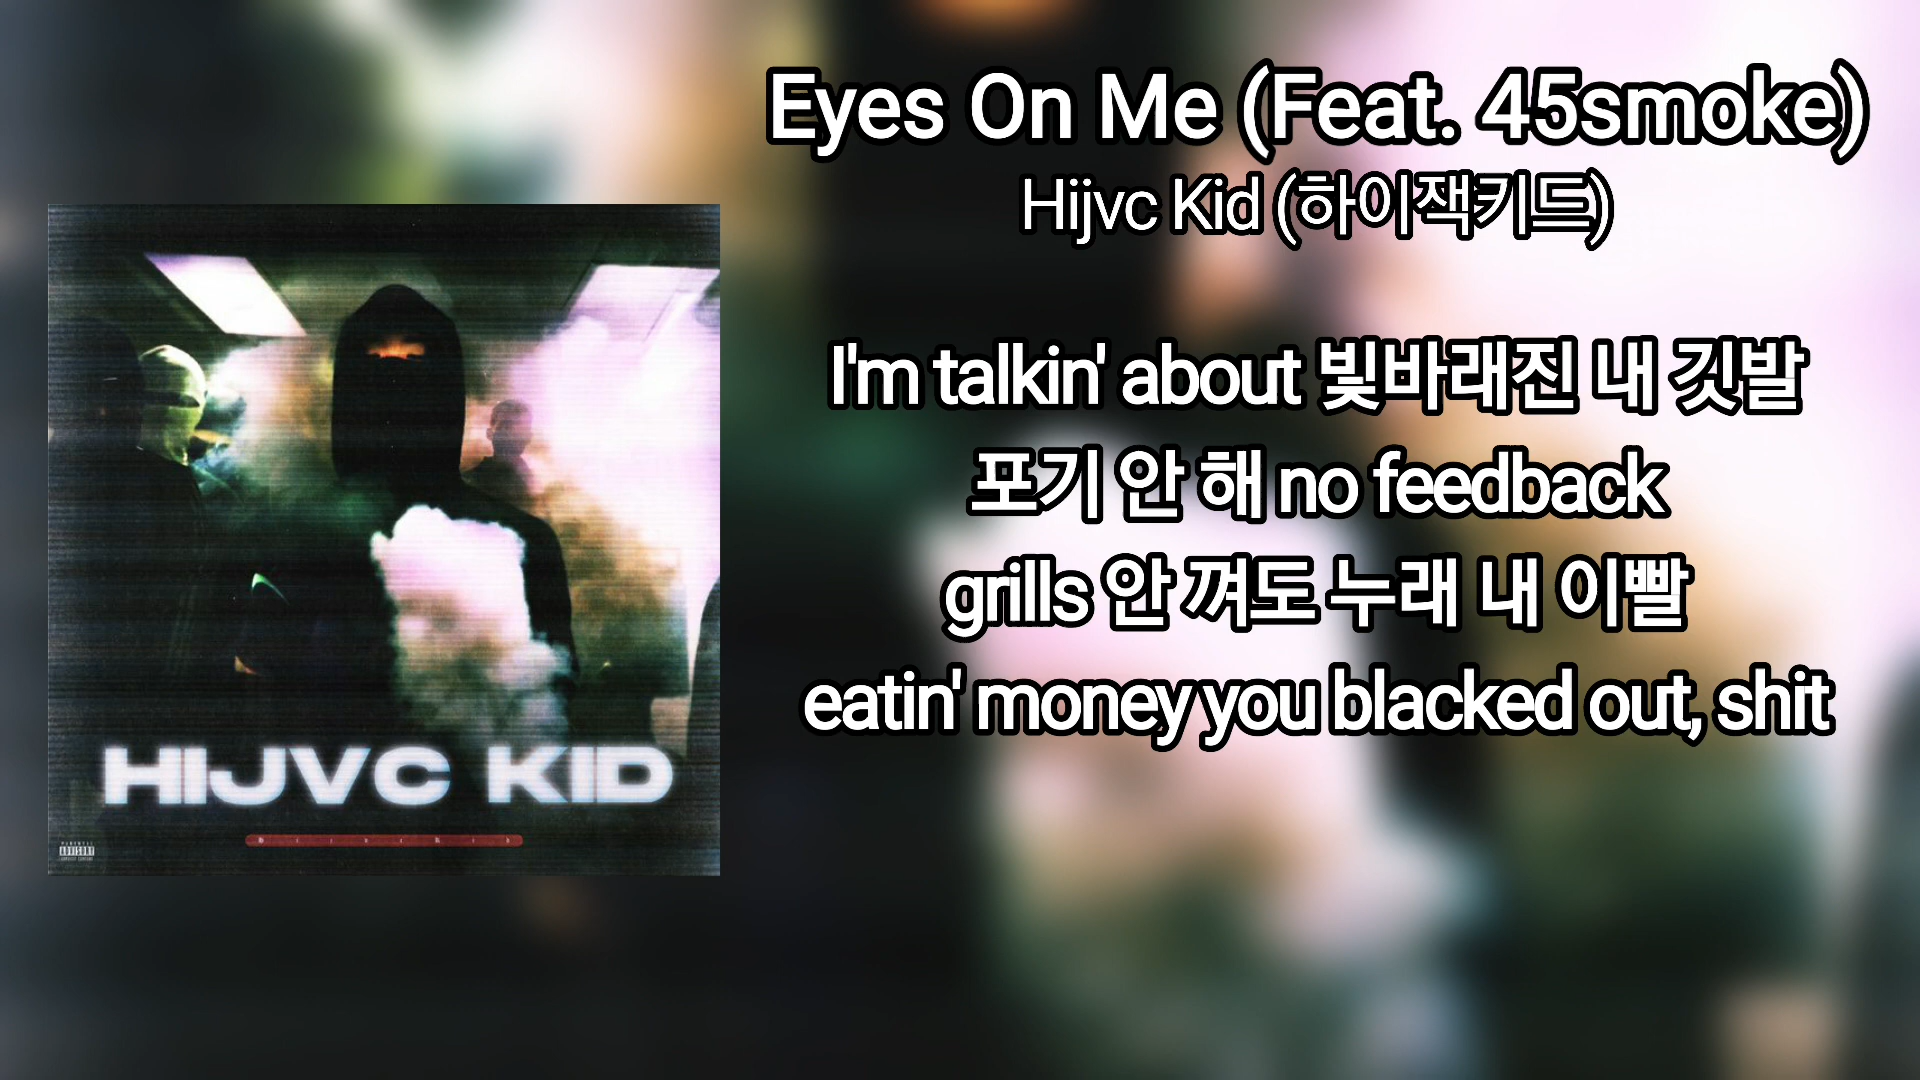 Eyes On Me (Feat. 45smoke)
Hijvc Kid (하이잭키드)
I'm talkin' about 빛바래진 내 깃발
포기 안 해 no feedback
grills 안 껴도 누래 내 이빨
eatin' money you blacked out, shit
HIJVC KID
ADVISORY